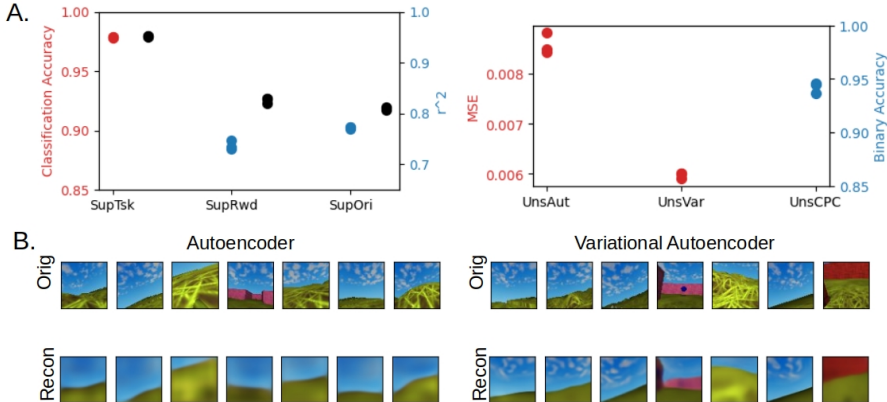 A.
1.00
0.95
0.90
0.85
Classification Accuracy
1.0
0.9
0.8
0.7
r^2
SupTsk SupRwd SupOri
0.008
0.007
0.006
MSE
1.00
0.95
0.90
0.85
Binary Accuracy
UnsAut UnsVar UnsCPC
B.
Autoencoder
Variational Autoencoder
Orig
Orig
Recon
Recon